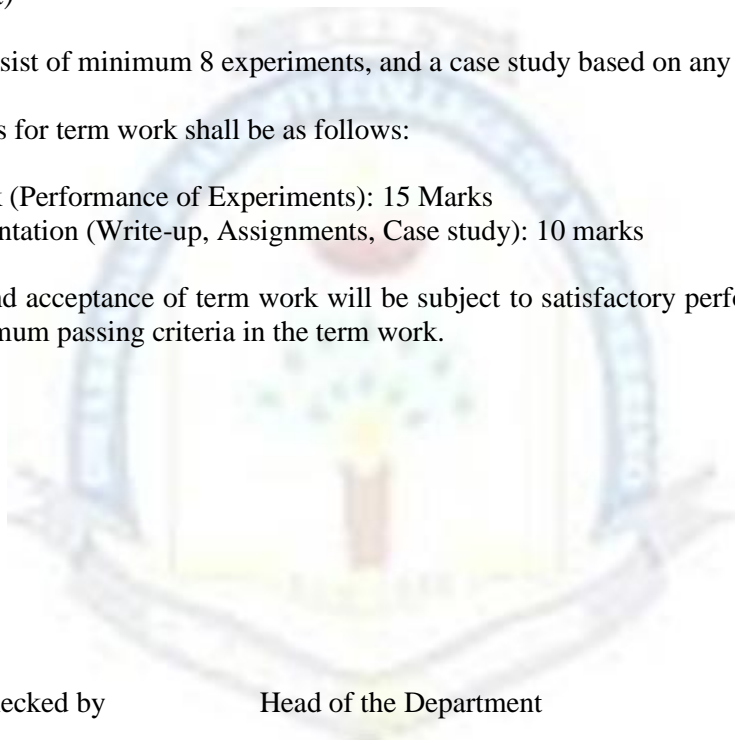 sist of minimum 8 experiments, and a case study based on any
s for term work shall be as follows:
(Performance of Experiments): 15 Marks
ntation (Write-up, Assignments, Case study): 10 marks
nd acceptance of term work will be subject to satisfactory perfo
mum passing criteria in the term work.
ecked by Head of the Department